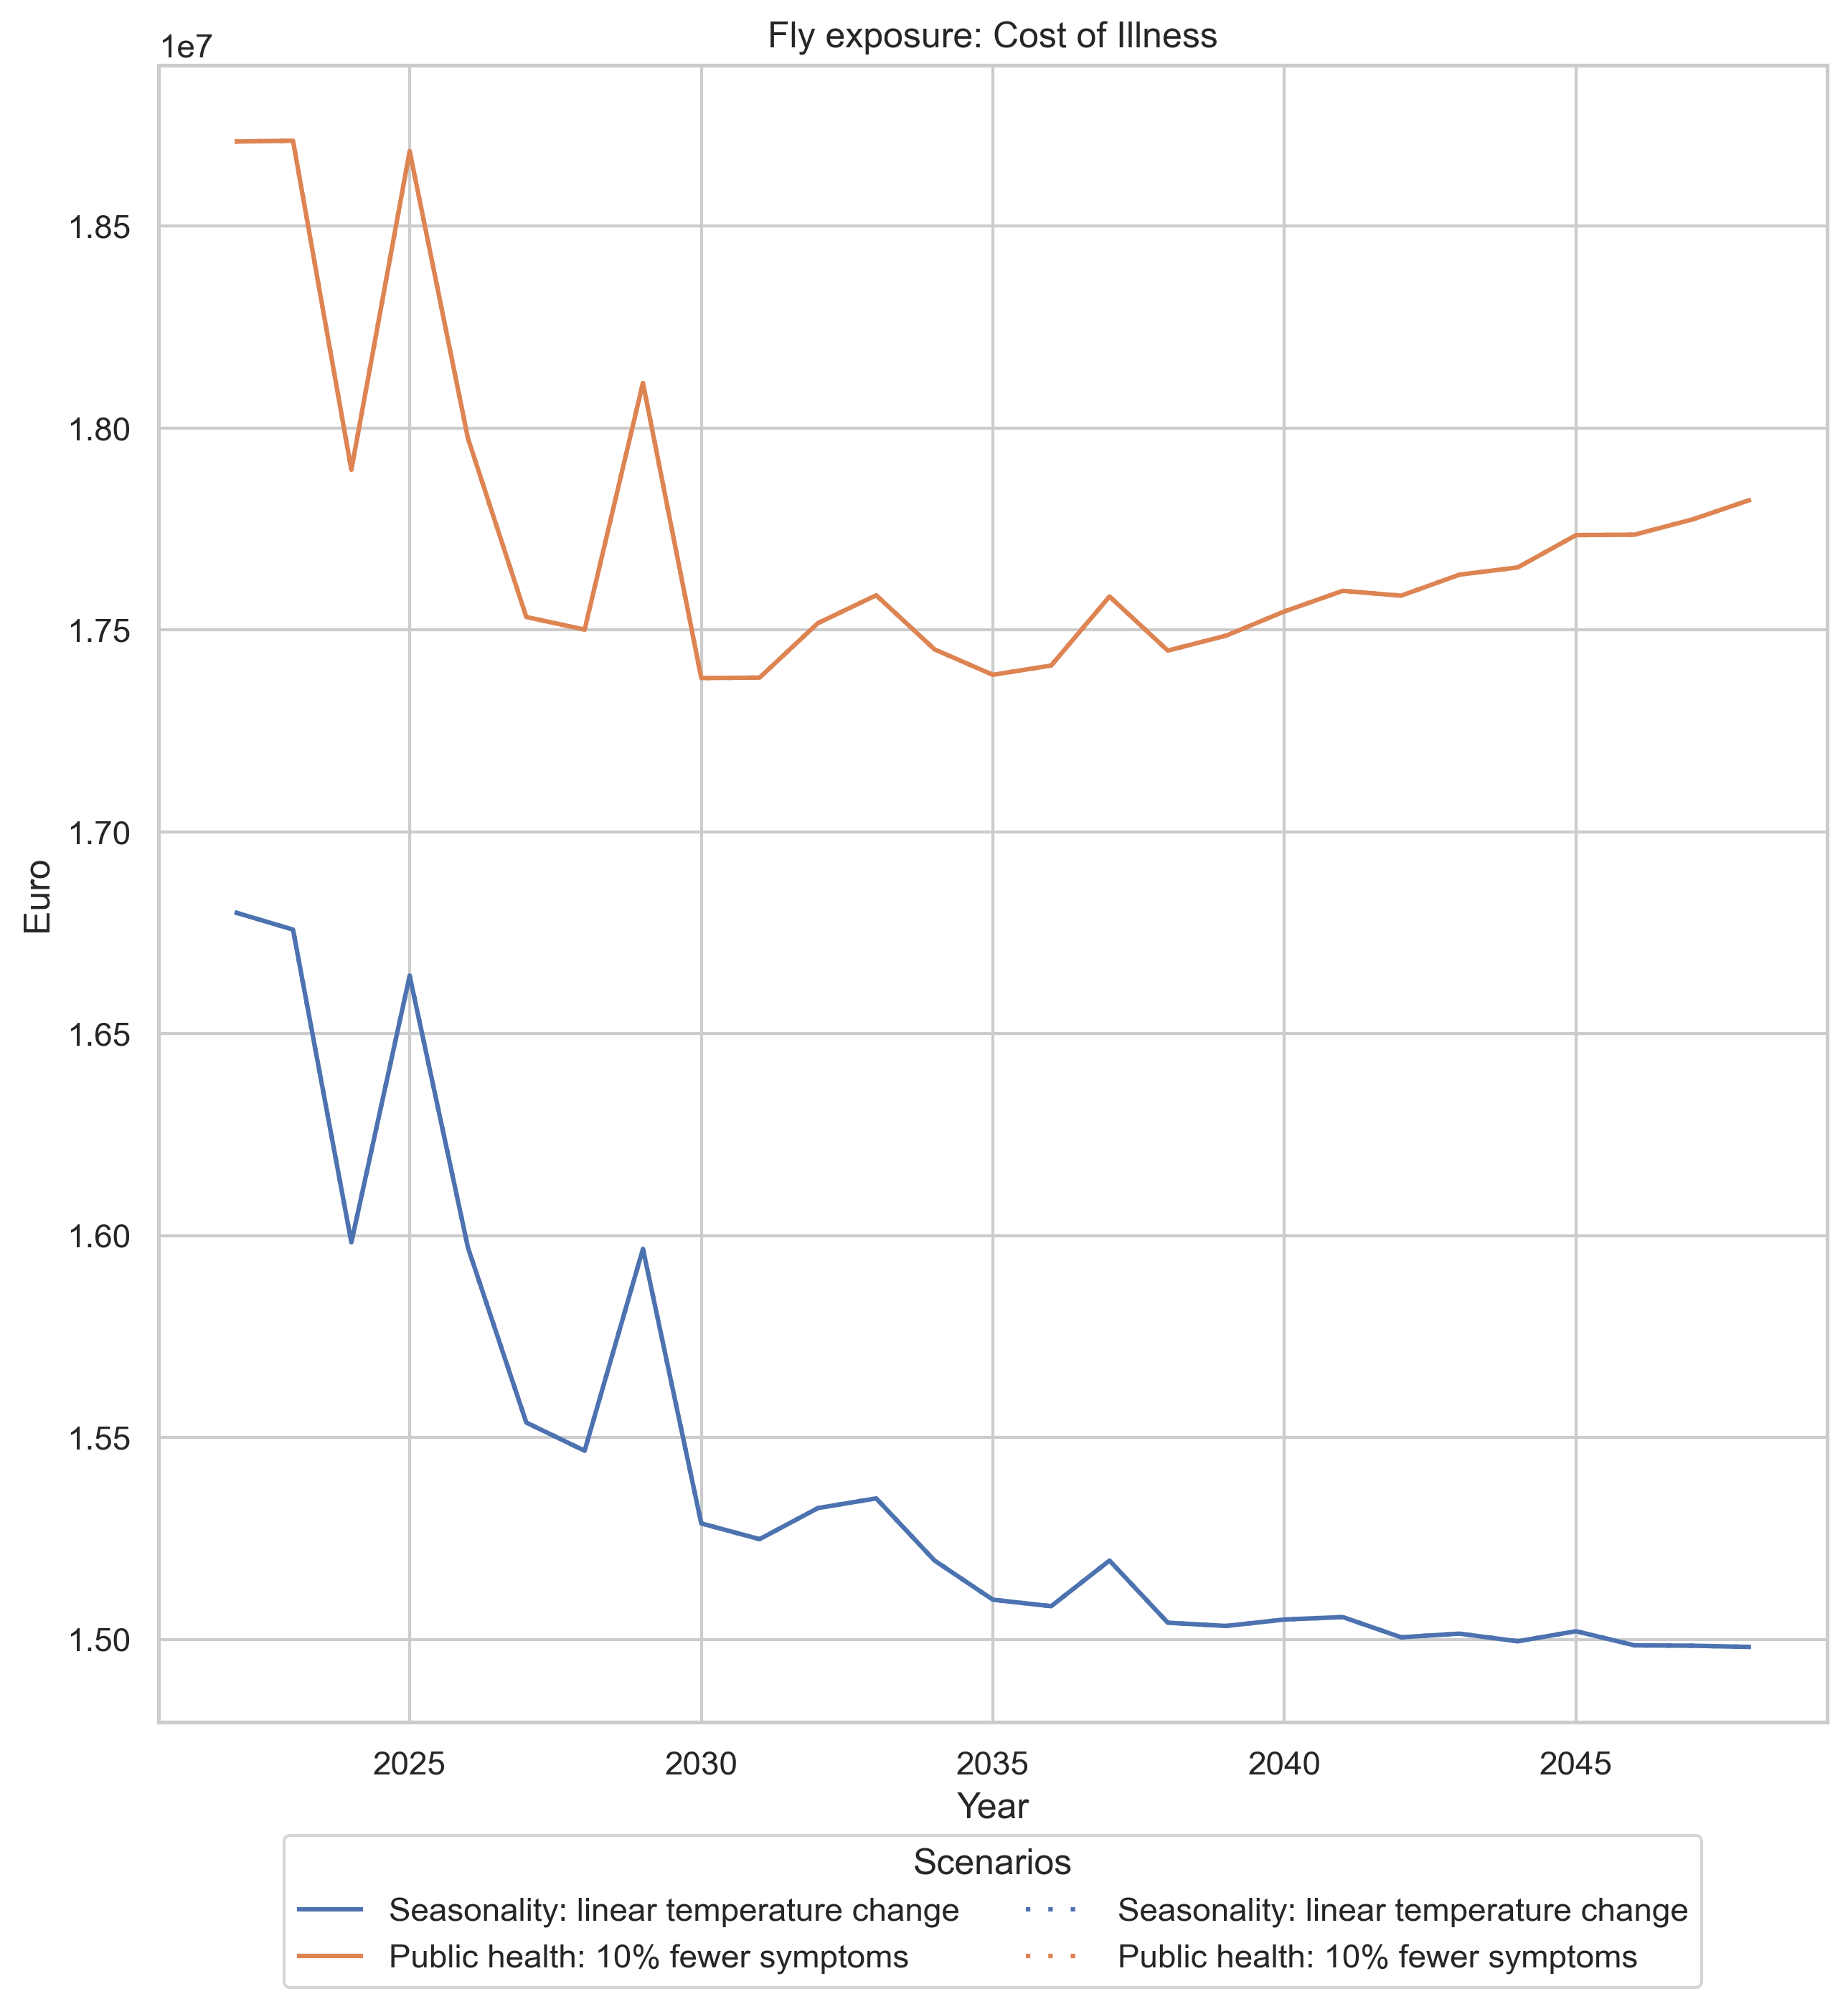 Fly exposure: Cost of Illness
1e7
1.85
1.80
1.75
1.70
1.65
1.60
1.55
1.50
Euro
2025 2030 2035 2040 2045
Year
Scenarios
Seasonality: linear temperature change Seasonality: linear temperature change
Public health: 10% fewer symptoms Public health: 10% fewer symptoms